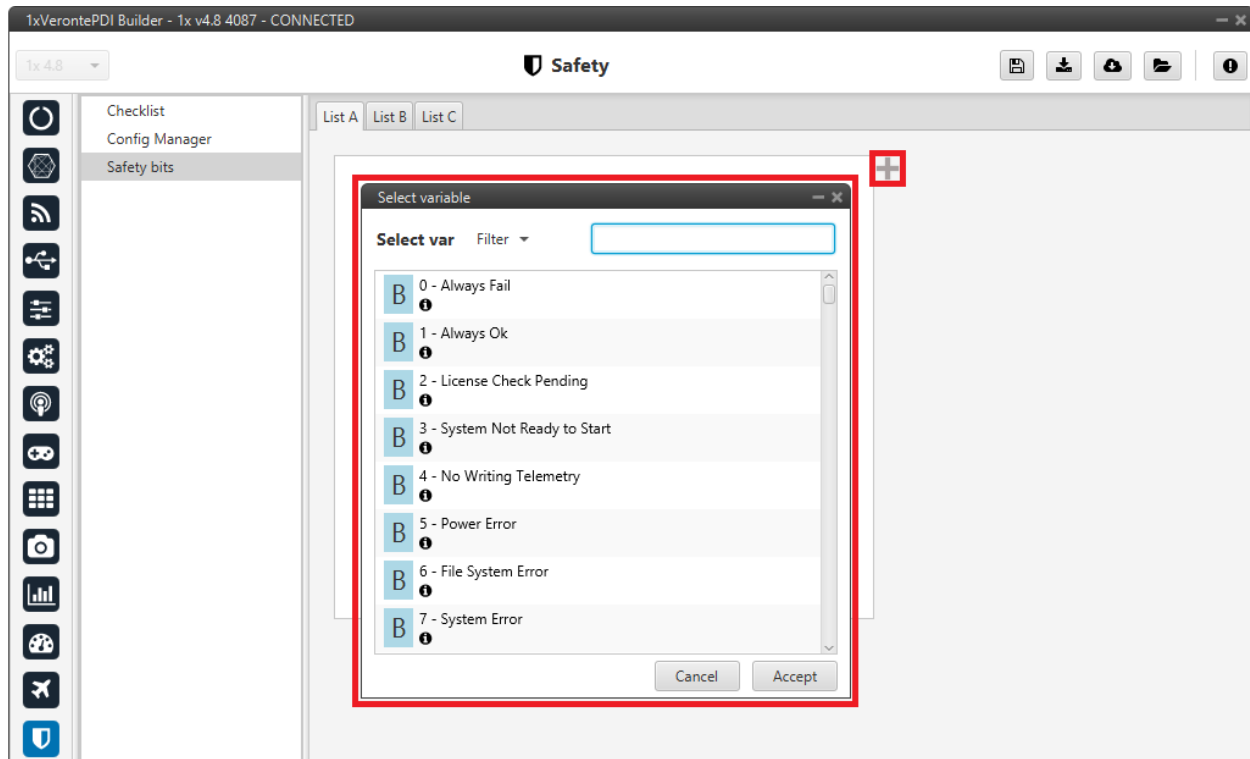 1xVerontePDI Builder - 1x v4.8 4087 - CONNECTED
1x 4.8
Safety
Checklist
Config Manager
Safety bits
List A List B List C
Select variable
Select var Filter
B 0 - Always Fail
B 1 - Always Ok
B 2 - License Check Pending
B 3 - System Not Ready to Start
B 4 - No Writing Telemetry
B 5 - Power Error
B 6 - File System Error
B 7 - System Error
Cancel Accept